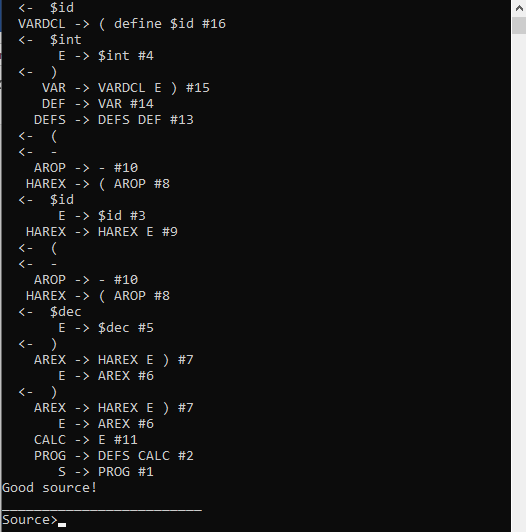 <-  $id
VARDCL -> ( define $id #16
<-  $int
E -> $int #4
<-  )
VAR -> VARDCL E ) #15
DEF -> VAR #14
DEFS -> DEFS DEF #13
<-  (
<-  -
AROP -> - #10
HAREX -> ( AROP #8
<-  $id
E -> $id #3
HAREX -> HAREX E #9
<-  (
<-  -
AROP -> - #10
HAREX -> ( AROP #8
<-  $dec
E -> $dec #5
<-  )
AREX -> HAREX E ) #7
E -> AREX #6
<-  )
AREX -> HAREX E ) #7
E -> AREX #6
CALC -> E #11
PROG -> DEFS CALC #2
S -> PROG #1
Good source!
_________________________
Source>